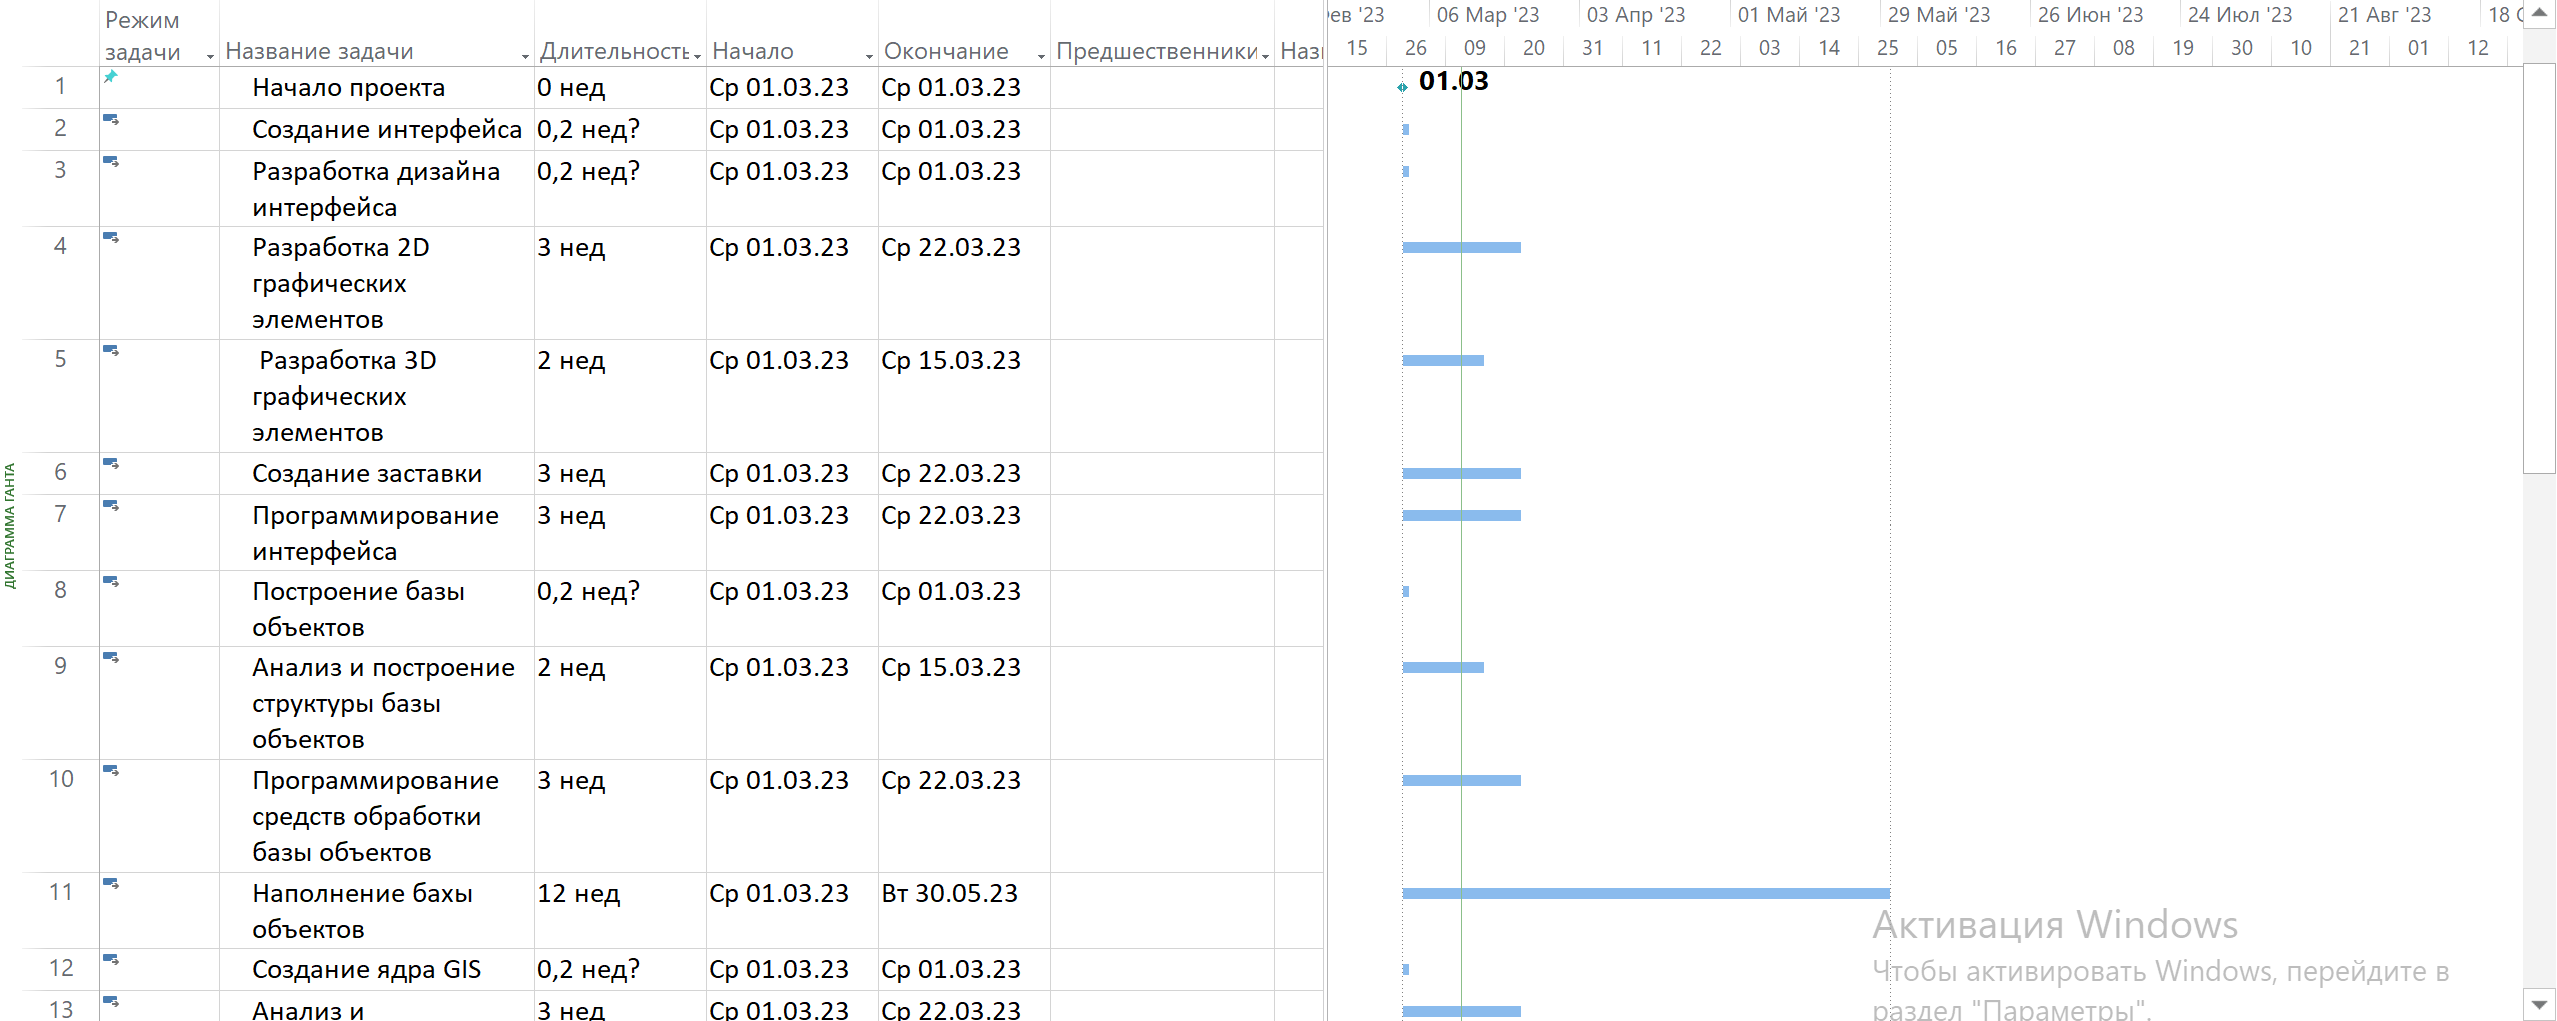 Режим задачи Название задачи Длительность Начало Окончание Предшественники Назв
ев '23 06 Мар '23 03 Апр '23 01 Май '23 29 Май '23 26 Июн '23 24 Июл '23 21 Авг '23 18 С
15 26 09 20 31 11 22 03 14 25 05 16 27 08 19 30 10 21 01 12
1 Начало проекта 0 нед Ср 01.03.23 Ср 01.03.23 01.03
2 Создание интерфейса 0,2 нед? Ср 01.03.23 Ср 01.03.23
3 Разработка дизайна 0,2 нед? Ср 01.03.23 Ср 01.03.23
интерфейса
4 Разработка 2D 3 нед Ср 01.03.23 Ср 22.03.23
графических
элементов
5 Разработка 3D 2 нед Ср 01.03.23 Ср 15.03.23
графических
элементов
6 Создание заставки 3 нед Ср 01.03.23 Ср 22.03.23
7 Программирование 3 нед Ср 01.03.23 Ср 22.03.23
интерфейса
8 Построение базы 0,2 нед? Ср 01.03.23 Ср 01.03.23
объектов
9 Анализ и построение 2 нед Ср 01.03.23 Ср 15.03.23
структуры базы
объектов
10 Программирование 3 нед Ср 01.03.23 Ср 22.03.23
средств обработки
базы объектов
11 Наполнение бахы 12 нед Ср 01.03.23 Вт 30.05.23
объектов
12 Создание ядра GIS 0,2 нед? Ср 01.03.23 Ср 01.03.23
13 Анализ и 3 нед Ср 01.03.23 Ср 22.03.23
ДИАГРАММА ГАНТА
Активация Windows
Чтобы активировать Windows, перейдите в
раздел "Параметры".